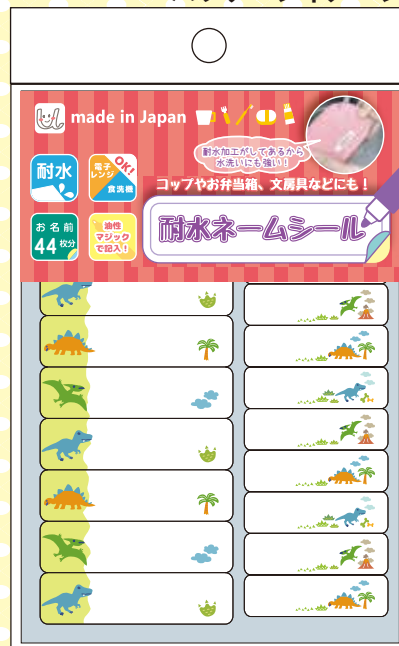 made in Japan
耐水加工がしてあるから
水洗いにも強い！
耐水
電子
レンジ
OK!
食洗機
コップやお弁当箱、文房具などにも！
お名前
44枚分
油性
マジック
で記入！
耐水ネームシール